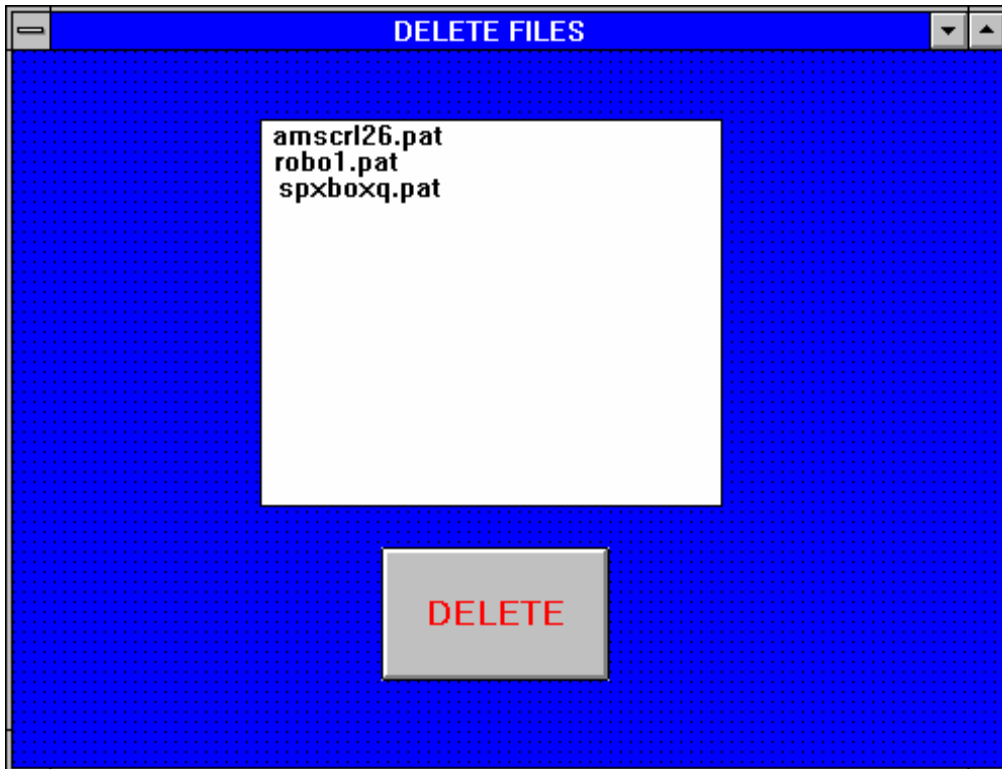 DELETE FILES
amscrl26.pat
robo1.pat
spxboxq.pat
DELETE